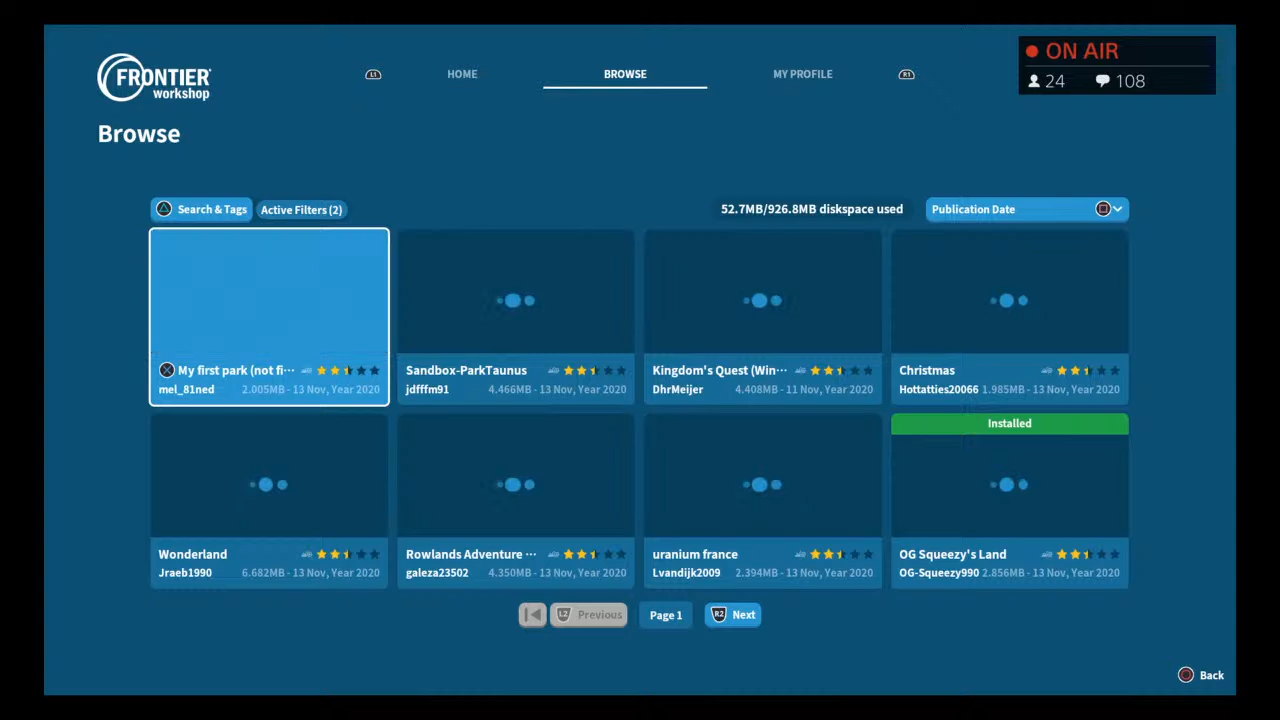 FRONTIER
workshop
L1
HOME
BROWSE
MY PROFILE
R1
ON AIR
24
108
Browse
Search & Tags
Active Filters (2)
52.7MB/926.8MB diskspace used
Publication Date
My first park (not fi···
mel_81ned
2.005MB - 13 Nov, Year 2020
Sandbox-ParkTaunus
jdfffm91
4.466MB - 13 Nov, Year 2020
Kingdom's Quest (Win···
DhrMeijer
4.408MB - 11 Nov, Year 2020
Christmas
Hottatties20066
1.985MB - 13 Nov, Year 2020
Wonderland
Jraeb1990
6.682MB - 13 Nov, Year 2020
Rowlands Adventure ···
galeza23502
4.350MB - 13 Nov, Year 2020
uranium france
Lvandijk2009
2.394MB - 13 Nov, Year 2020
Installed
OG Squeezy's Land
OG-Squeezy990
2.856MB - 13 Nov, Year 2020
L2
Previous
Page 1
R2
Next
Back